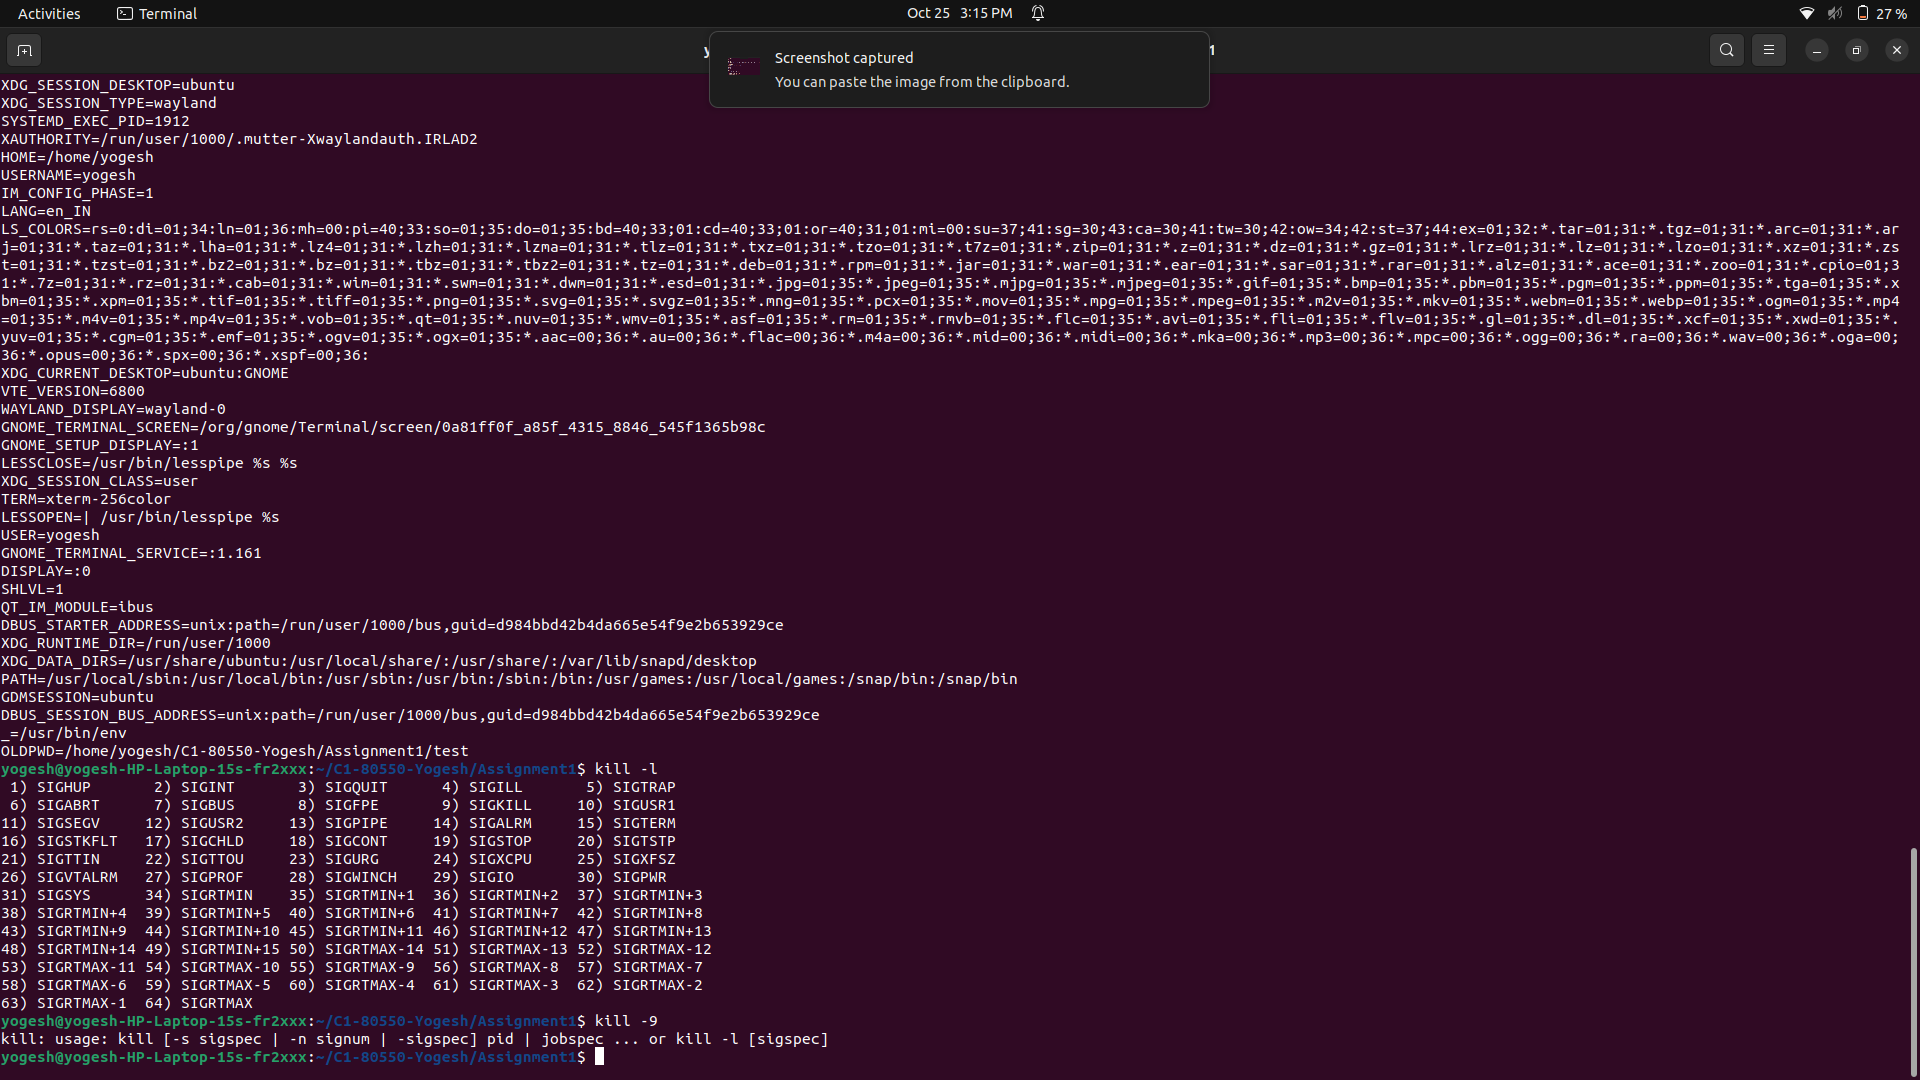 Activities Terminal Oct 25 3:15 PM 27 %
Screenshot captured
You can paste the image from the clipboard.
XDG_SESSION_DESKTOP=ubuntu
XDG_SESSION_TYPE=wayland
SYSTEMD_EXEC_PID=1912
XAUTHORITY=/run/user/1000/.mutter-Xwaylandauth.IRLAD2
HOME=/home/yogesh
USERNAME=yogesh
IM_CONFIG_PHASE=1
LANG=en_IN
LS_COLORS=rs=0:di=01;34:ln=01;36:mh=00:pi=40;33:so=01;35:do=01;35:bd=40;33;01:cd=40;33;01:or=40;31;01:mi=00:su=37;41:sg=30;43:ca=30;41:tw=30;42:ow=34;42:st=37;44:ex=01;32:*.tar=01;31:*.tgz=01;31:*.arc=01;31:*.ar
j=01;31:*.taz=01;31:*.lha=01;31:*.lz4=01;31:*.lzh=01;31:*.lzma=01;31:*.tlz=01;31:*.txz=01;31:*.tzo=01;31:*.t7z=01;31:*.zip=01;31:*.z=01;31:*.dz=01;31:*.gz=01;31:*.lrz=01;31:*.lz=01;31:*.lzo=01;31:*.xz=01;31:*.zs
t=01;31:*.tzst=01;31:*.bz2=01;31:*.bz=01;31:*.tbz=01;31:*.tbz2=01;31:*.tz=01;31:*.deb=01;31:*.rpm=01;31:*.jar=01;31:*.war=01;31:*.ear=01;31:*.sar=01;31:*.rar=01;31:*.alz=01;31:*.ace=01;31:*.zoo=01;31:*.cpio=01;3
1:*.7z=01;31:*.rz=01;31:*.cab=01;31:*.wim=01;31:*.swm=01;31:*.dwm=01;31:*.esd=01;31:*.jpg=01;35:*.jpeg=01;35:*.mjpg=01;35:*.mjpeg=01;35:*.gif=01;35:*.bmp=01;35:*.pbm=01;35:*.pgm=01;35:*.ppm=01;35:*.tga=01;35:*.x
bm=01;35:*.xpm=01;35:*.tif=01;35:*.tiff=01;35:*.png=01;35:*.svg=01;35:*.svgz=01;35:*.mng=01;35:*.pcx=01;35:*.mov=01;35:*.mpg=01;35:*.mpeg=01;35:*.m2v=01;35:*.mkv=01;35:*.webm=01;35:*.webp=01;35:*.ogm=01;35:*.mp4
=01;35:*.m4v=01;35:*.mp4v=01;35:*.vob=01;35:*.qt=01;35:*.nuv=01;35:*.wmv=01;35:*.asf=01;35:*.rm=01;35:*.rmvb=01;35:*.flc=01;35:*.avi=01;35:*.fli=01;35:*.flv=01;35:*.gl=01;35:*.dl=01;35:*.xcf=01;35:*.xwd=01;35:*.
yuv=01;35:*.cgm=01;35:*.emf=01;35:*.ogv=01;35:*.ogx=01;35:*.aac=00;36:*.au=00;36:*.flac=00;36:*.m4a=00;36:*.mid=00;36:*.midi=00;36:*.mka=00;36:*.mp3=00;36:*.mpc=00;36:*.ogg=00;36:*.ra=00;36:*.wav=00;36:*.oga=00;
36:*.opus=00;36:*.spx=00;36:*.xspf=00;36:
XDG_CURRENT_DESKTOP=ubuntu:GNOME
VTE_VERSION=6800
WAYLAND_DISPLAY=wayland-0
GNOME_TERMINAL_SCREEN=/org/gnome/Terminal/screen/0a81ff0f_a85f_4315_8846_545f1365b98c
GNOME_SETUP_DISPLAY=:1
LESSCLOSE=/usr/bin/lesspipe %s %s
XDG_SESSION_CLASS=user
TERM=xterm-256color
LESSOPEN=| /usr/bin/lesspipe %s
USER=yogesh
GNOME_TERMINAL_SERVICE=:1.161
DISPLAY=:0
SHLVL=1
QT_IM_MODULE=ibus
DBUS_STARTER_ADDRESS=unix:path=/run/user/1000/bus,guid=d984bbd42b4da665e54f9e2b653929ce
XDG_RUNTIME_DIR=/run/user/1000
XDG_DATA_DIRS=/usr/share/ubuntu:/usr/local/share/:/usr/share/:/var/lib/snapd/desktop
PATH=/usr/local/sbin:/usr/local/bin:/usr/sbin:/usr/bin:/sbin:/bin:/usr/games:/usr/local/games:/snap/bin:/snap/bin
GDMSESSION=ubuntu
DBUS_SESSION_BUS_ADDRESS=unix:path=/run/user/1000/bus,guid=d984bbd42b4da665e54f9e2b653929ce
_=/usr/bin/env
OLDPWD=/home/yogesh/C1-80550-Yogesh/Assignment1/test
yogesh@yogesh-HP-Laptop-15s-fr2xxx:~/C1-80550-Yogesh/Assignment1$ kill -l
1) SIGHUP 2) SIGINT 3) SIGQUIT 4) SIGILL 5) SIGTRAP
6) SIGABRT 7) SIGBUS 8) SIGFPE 9) SIGKILL 10) SIGUSR1
11) SIGSEGV 12) SIGUSR2 13) SIGPIPE 14) SIGALRM 15) SIGTERM
16) SIGSTKFLT 17) SIGCHLD 18) SIGCONT 19) SIGSTOP 20) SIGTSTP
21) SIGTTIN 22) SIGTTOU 23) SIGURG 24) SIGXCPU 25) SIGXFSZ
26) SIGVTALRM 27) SIGPROF 28) SIGWINCH 29) SIGIO 30) SIGPWR
31) SIGSYS 34) SIGRTMIN 35) SIGRTMIN+1 36) SIGRTMIN+2 37) SIGRTMIN+3
38) SIGRTMIN+4 39) SIGRTMIN+5 40) SIGRTMIN+6 41) SIGRTMIN+7 42) SIGRTMIN+8
43) SIGRTMIN+9 44) SIGRTMIN+10 45) SIGRTMIN+11 46) SIGRTMIN+12 47) SIGRTMIN+13
48) SIGRTMIN+14 49) SIGRTMIN+15 50) SIGRTMAX-14 51) SIGRTMAX-13 52) SIGRTMAX-12
53) SIGRTMAX-11 54) SIGRTMAX-10 55) SIGRTMAX-9 56) SIGRTMAX-8 57) SIGRTMAX-7
58) SIGRTMAX-6 59) SIGRTMAX-5 60) SIGRTMAX-4 61) SIGRTMAX-3 62) SIGRTMAX-2
63) SIGRTMAX-1 64) SIGRTMAX
yogesh@yogesh-HP-Laptop-15s-fr2xxx:~/C1-80550-Yogesh/Assignment1$ kill -9
kill: usage: kill [-s sigspec | -n signum | -sigspec] pid | jobspec ... or kill -l [sigspec]
yogesh@yogesh-HP-Laptop-15s-fr2xxx:~/C1-80550-Yogesh/Assignment1$